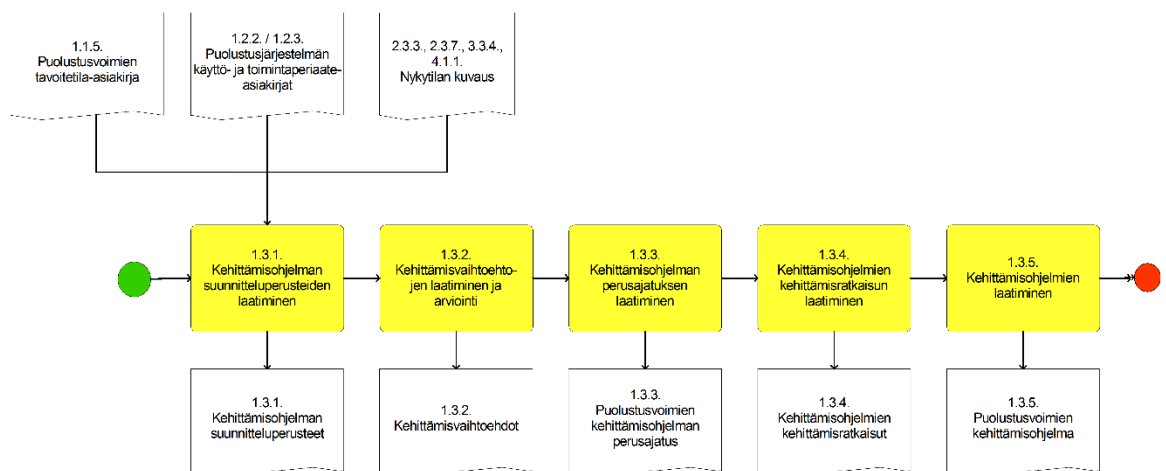 1.1.5.
Puolustusvoimien
tavoitetila-asiakirja
1.2.2. / 1.2.3.
Puolustusjärjestelmän
käyttö- ja toimintaperiaate-
asiakirjat
2.3.3., 2.3.7., 3.3.4.,
4.1.1.
Nykytilan kuvaus
1.3.1.
Kehittämisohjelman
suunnitteluperusteiden
laatiminen
1.3.2.
Kehittämisvaihtoehto-
jen laatiminen ja
arviointi
1.3.3.
Kehittämisohjelman
perusajatuksen
laatiminen
1.3.4.
Kehittämisohjelmien
kehittämisratkaisun
laatiminen
1.3.5.
Kehittämisohjelmien
laatiminen
1.3.1.
Kehittämisohjelman
suunnitteluperusteet
1.3.2.
Kehittämisvaihtoehdot
1.3.3.
Puolustusvoimien
kehittämisohjelman
perusajatus
1.3.4.
Kehittämisohjelmien
kehittämisratkaisut
1.3.5.
Puolustusvoimien
kehittämisohjelma